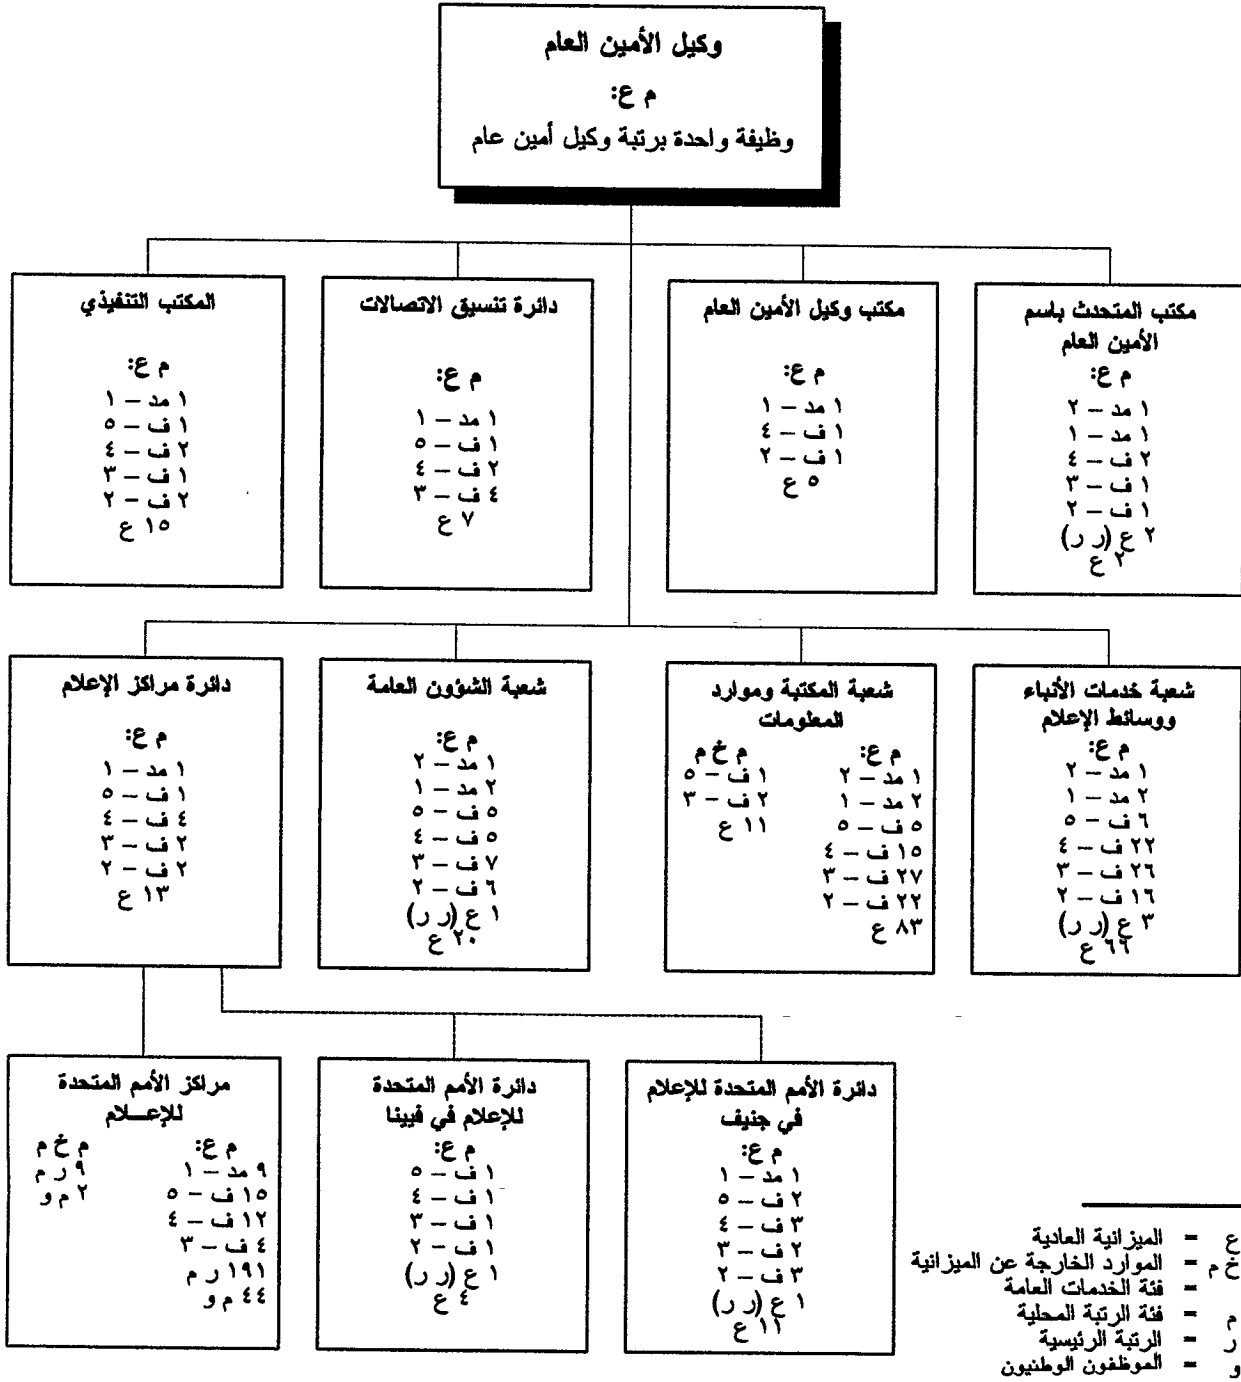 وكيل الأمين العام
م ع:
وظيفة واحدة برتبة وكيل أمين عام
مكتب المتحدث باسم
الأمين العام
م ع:
١ مد – ٢
١ مد – ١
٢ ف – ٤
١ ف – ٣
١ ف – ٢
٢ ع (ر ر)
٢ ع
مكتب وكيل الأمين العام
م ع:
١ مد – ١
١ ف – ٤
١ ف – ٢
٥ ع
دائرة تنسيق الاتصالات
م ع:
١ مد – ١
١ ف – ٥
٢ ف – ٤
٤ ف – ٣
٧ ع
المكتب التنفيذي
م ع:
١ مد – ١
١ ف – ٥
٢ ف – ٤
١ ف – ٣
٢ ف – ٢
١٥ ع
شعبة خدمات الأنباء
ووسائط الإعلام
م ع:
١ مد – ٢
٢ مد – ١
٦ ف – ٥
٢٢ ف – ٤
٢٦ ف – ٣
١٦ ف – ٢
٣ ع (ر ر)
٦٦ ع
شعبة المكتبة وموارد
المعلومات
م ع:
١ مد – ٢
٢ مد – ١
٥ ف – ٥
١٥ ف – ٤
٢٧ ف – ٣
٢٢ ف – ٢
٨٣ ع
م خ م
١ ف – ٥
٢ ف – ٣
١١ ع
شعبة الشؤون العامة
م ع:
١ مد – ٢
٢ مد – ١
٥ ف – ٥
٥ ف – ٤
٧ ف – ٣
٦ ف – ٢
١ ع (ر ر)
٢٠ ع
دائرة مراكز الإعلام
م ع:
١ مد – ١
١ ف – ٥
٤ ف – ٤
٢ ف – ٣
٢ ف – ٢
١٣ ع
دائرة الأمم المتحدة للإعلام
في جنيف
م ع:
١ مد – ١
٢ ف – ٥
٣ ف – ٤
٢ ف – ٣
٣ ف – ٢
١ ع (ر ر)
١١ ع
دائرة الأمم المتحدة
للإعلام في فيينا
م ع:
١ ف – ٥
١ ف – ٤
١ ف – ٣
١ ف – ٢
١ ع (ر ر)
٤ ع
مراكز الأمم المتحدة
للإعـــلام
م ع:
٩ مد – ١
١٥ ف – ٥
١٢ ف – ٤
٤ ف – ٣
١٩١ ر م
٤٤ م و
م خ م
٩ ر م
٢ م و
ع = الميزانية العادية
خ م = الموارد الخارجة عن الميزانية
= فئة الخدمات العامة
م = فئة الرتبة المحلية
ر = الرتبة الرئيسية
و = الموظفون الوطنيون